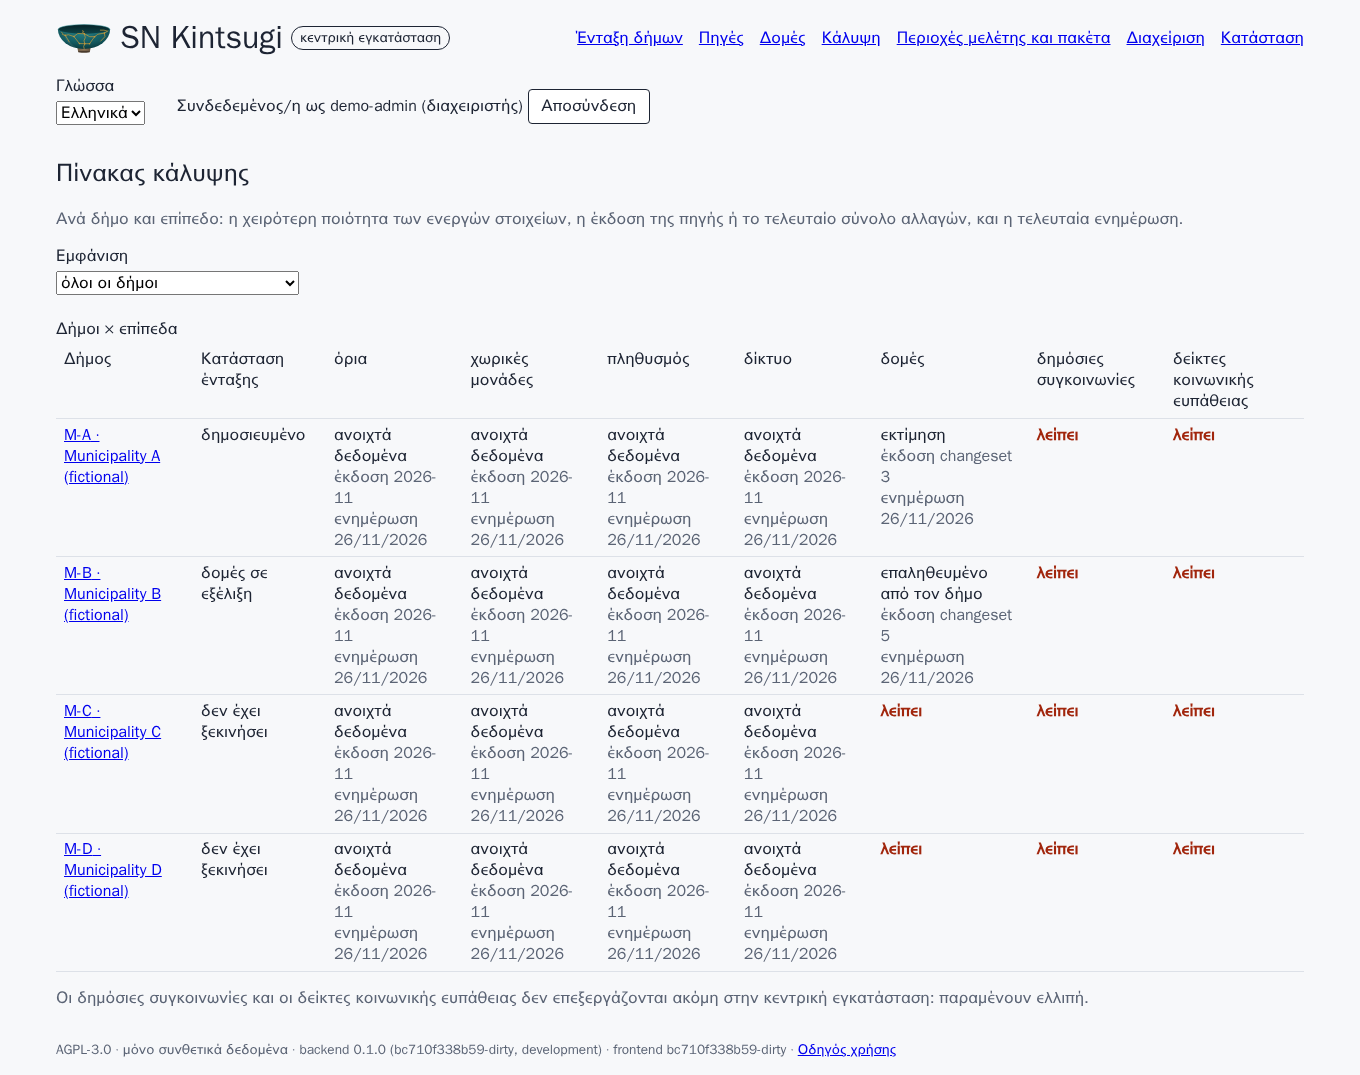 SN Kintsugi κεντρική εγκατάσταση Ένταξη δήμων Πηγές Δομές Κάλυψη Περιοχές μελέτης και πακέτα Διαχείριση Κατάσταση
Γλώσσα
Ελληνικά Συνδεδεμένος/η ως demo-admin (διαχειριστής) Αποσύνδεση
Πίνακας κάλυψης
Ανά δήμο και επίπεδο: η χειρότερη ποιότητα των ενεργών στοιχείων, η έκδοση της πηγής ή το τελευταίο σύνολο αλλαγών, και η τελευταία ενημέρωση.
Εμφάνιση
όλοι οι δήμοι
Δήμοι × επίπεδα
Δήμος Κατάσταση όρια χωρικές πληθυσμός δίκτυο δομές δημόσιες δείκτες
ένταξης μονάδες συγκοινωνίες κοινωνικής
ευπάθειας
M-A · δημοσιευμένο ανοιχτά ανοιχτά ανοιχτά ανοιχτά εκτίμηση λείπει λείπει
Municipality A δεδομένα δεδομένα δεδομένα δεδομένα έκδοση changeset
(fictional) έκδοση 2026- έκδοση 2026- έκδοση 2026- έκδοση 2026- 3
11 11 11 11 ενημέρωση
ενημέρωση ενημέρωση ενημέρωση ενημέρωση 26/11/2026
26/11/2026 26/11/2026 26/11/2026 26/11/2026
M-B · δομές σε ανοιχτά ανοιχτά ανοιχτά ανοιχτά επαληθευμένο λείπει λείπει
Municipality B εξέλιξη δεδομένα δεδομένα δεδομένα δεδομένα από τον δήμο
(fictional) έκδοση 2026- έκδοση 2026- έκδοση 2026- έκδοση 2026- έκδοση changeset
11 11 11 11 5
ενημέρωση ενημέρωση ενημέρωση ενημέρωση ενημέρωση
26/11/2026 26/11/2026 26/11/2026 26/11/2026 26/11/2026
M-C · δεν έχει ανοιχτά ανοιχτά ανοιχτά ανοιχτά λείπει λείπει λείπει
Municipality C ξεκινήσει δεδομένα δεδομένα δεδομένα δεδομένα
(fictional) έκδοση 2026- έκδοση 2026- έκδοση 2026- έκδοση 2026-
11 11 11 11
ενημέρωση ενημέρωση ενημέρωση ενημέρωση
26/11/2026 26/11/2026 26/11/2026 26/11/2026
M-D · δεν έχει ανοιχτά ανοιχτά ανοιχτά ανοιχτά λείπει λείπει λείπει
Municipality D ξεκινήσει δεδομένα δεδομένα δεδομένα δεδομένα
(fictional) έκδοση 2026- έκδοση 2026- έκδοση 2026- έκδοση 2026-
11 11 11 11
ενημέρωση ενημέρωση ενημέρωση ενημέρωση
26/11/2026 26/11/2026 26/11/2026 26/11/2026
Οι δημόσιες συγκοινωνίες και οι δείκτες κοινωνικής ευπάθειας δεν επεξεργάζονται ακόμη στην κεντρική εγκατάσταση: παραμένουν ελλιπή.
AGPL-3.0 · μόνο συνθετικά δεδομένα · backend 0.1.0 (bc710f338b59-dirty, development) · frontend bc710f338b59-dirty · Οδηγός χρήσης